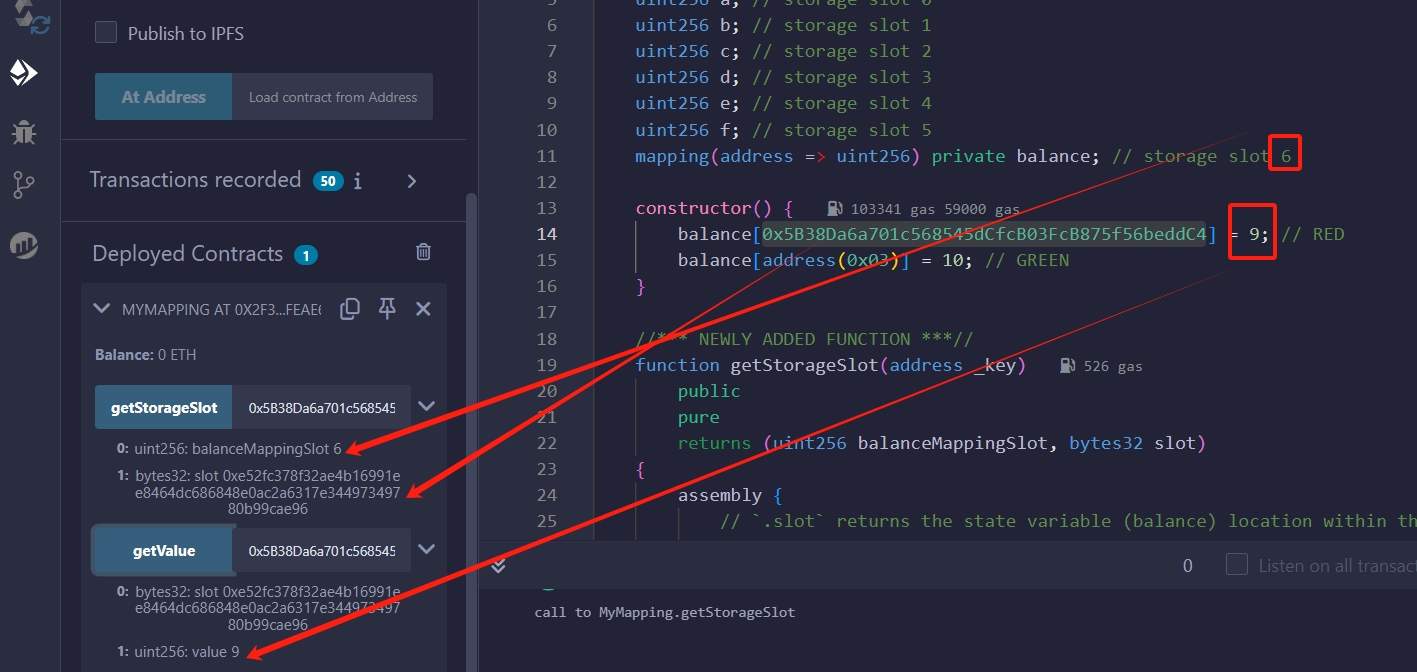 Publish to IPFS
At Address
Load contract from Address
Transactions recorded 50 i
Deployed Contracts 1
MYMAPPING AT 0X2F3...FEAE
Balance: 0 ETH
getStorageSlot
0x5B38Da6a701c568545
0: uint256: balanceMappingSlot 6
1: bytes32: slot 0xe52fc378f32ae4b16991e
e8464dc686848e0ac2a6317e344973497
80b99cae96
getValue
0x5B38Da6a701c568545
0: bytes32: slot 0xe52fc378f32ae4b16991e
e8464dc686848e0ac2a6317e344973497
80b99cae96
1: uint256: value 9
5 uint256 a; // storage slot 0
6 uint256 b; // storage slot 1
7 uint256 c; // storage slot 2
8 uint256 d; // storage slot 3
9 uint256 e; // storage slot 4
10 uint256 f; // storage slot 5
11 mapping(address => uint256) private balance; // storage slot 6
12
13 constructor() { 103341 gas 59000 gas
14 balance[0x5B38Da6a701c568545dCfcB03FcB875f56beddC4] = 9; // RED
15 balance[address(0x03)] = 10; // GREEN
16 }
17
18 //*** NEWLY ADDED FUNCTION ***//
19 function getStorageSlot(address _key) 526 gas
20 public
21 pure
22 returns (uint256 balanceMappingSlot, bytes32 slot)
23 {
24 assembly {
25 // `.slot` returns the state variable (balance) location within th
0
Listen on all transact
call to MyMapping.getStorageSlot